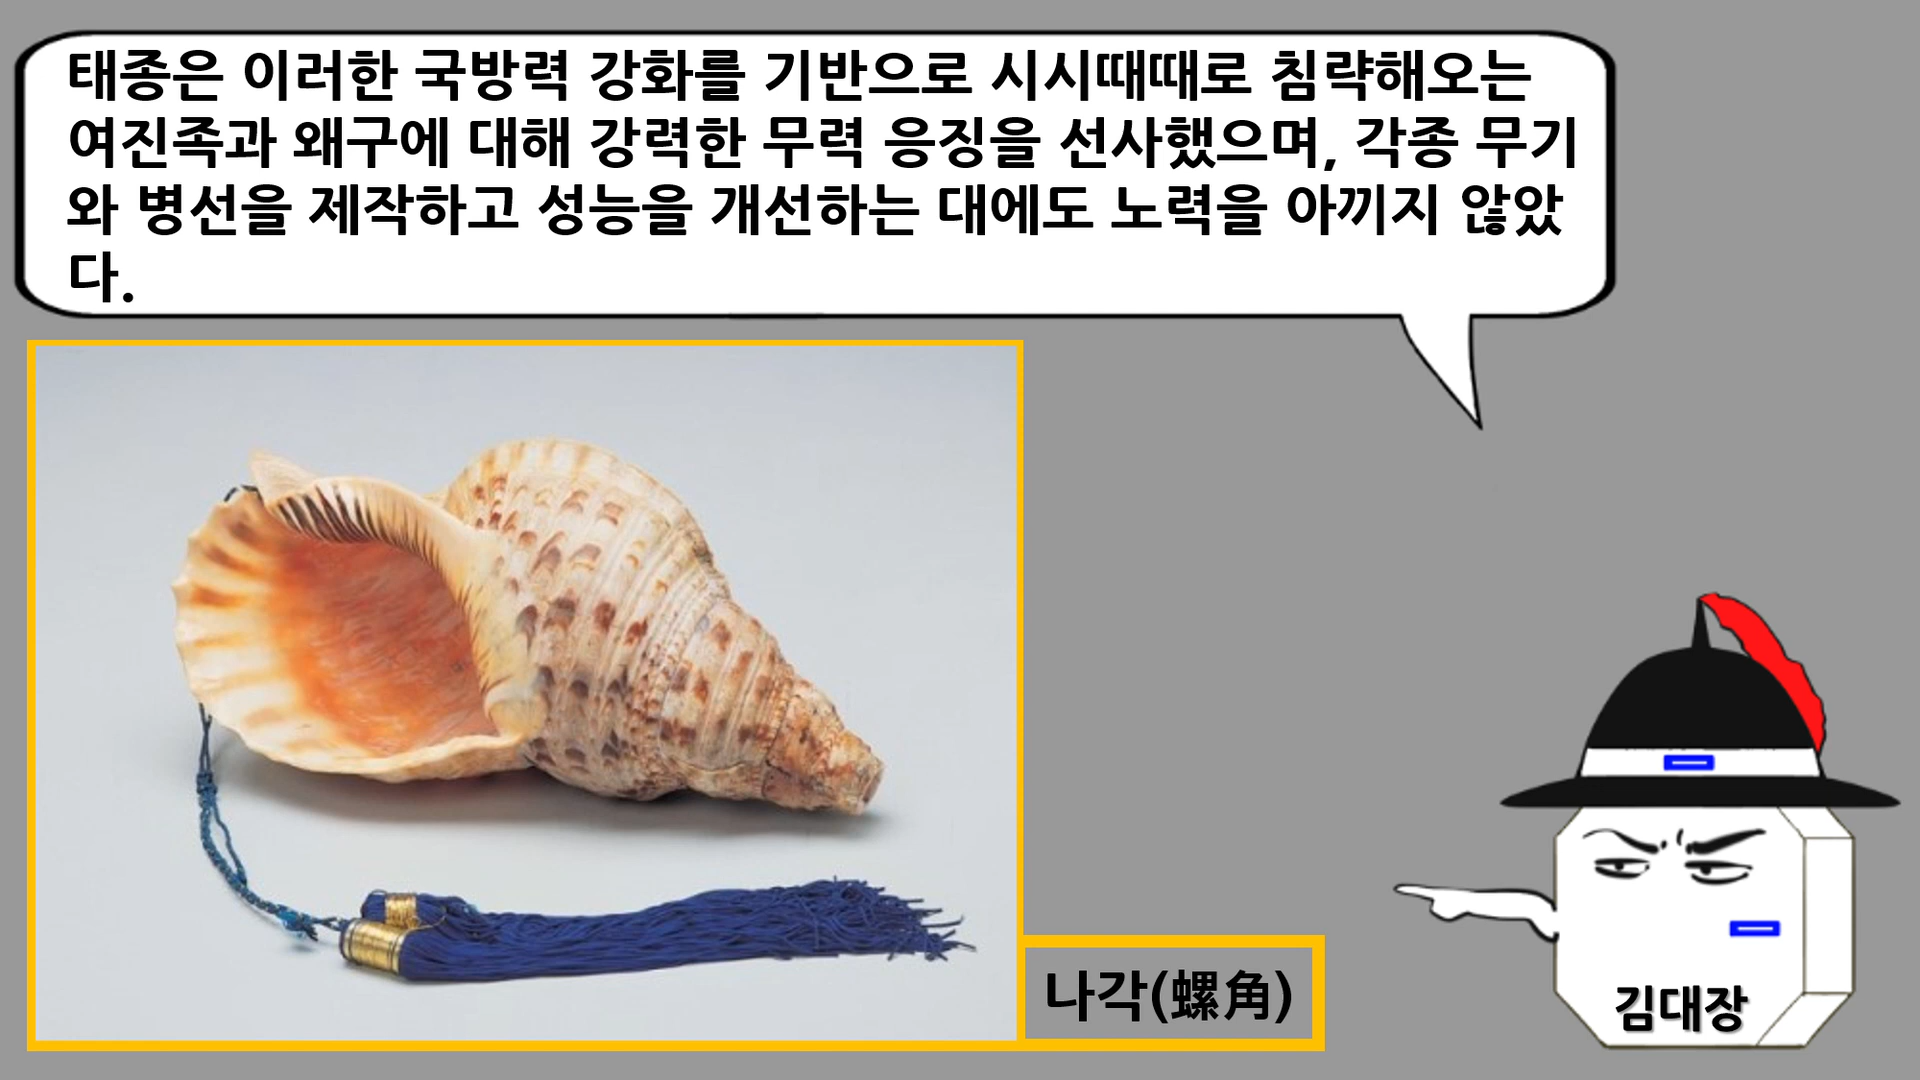 태종은 이러한 국방력 강화를 기반으로 시시때때로 침략해오는
여진족과 왜구에 대해 강력한 무력 응징을 선사했으며, 각종 무기
와 병선을 제작하고 성능을 개선하는 대에도 노력을 아끼지 않았
다.
나각(螺角)
김대장